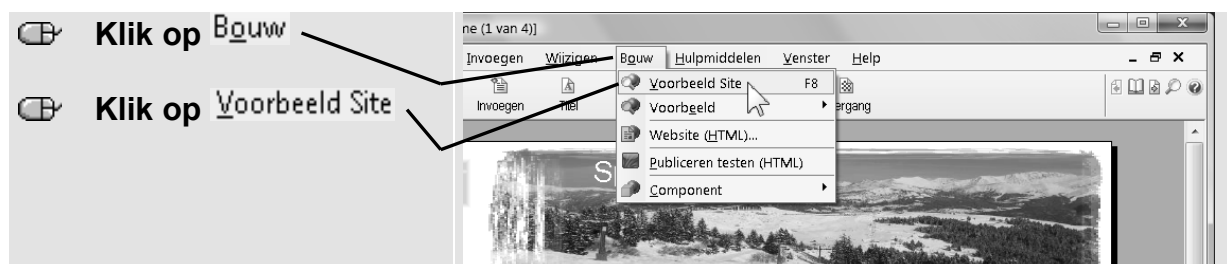 Klik op Bouw
Klik op Voorbeeld Site
me (1 van 4)]
Invoegen Wijzigen Bouw Hulpmiddelen Venster Help
Invoegen Titel ergang
Voorbeeld Site F8
Voorbeeld
Website (HTML)...
Publiceren testen (HTML)
Component
S